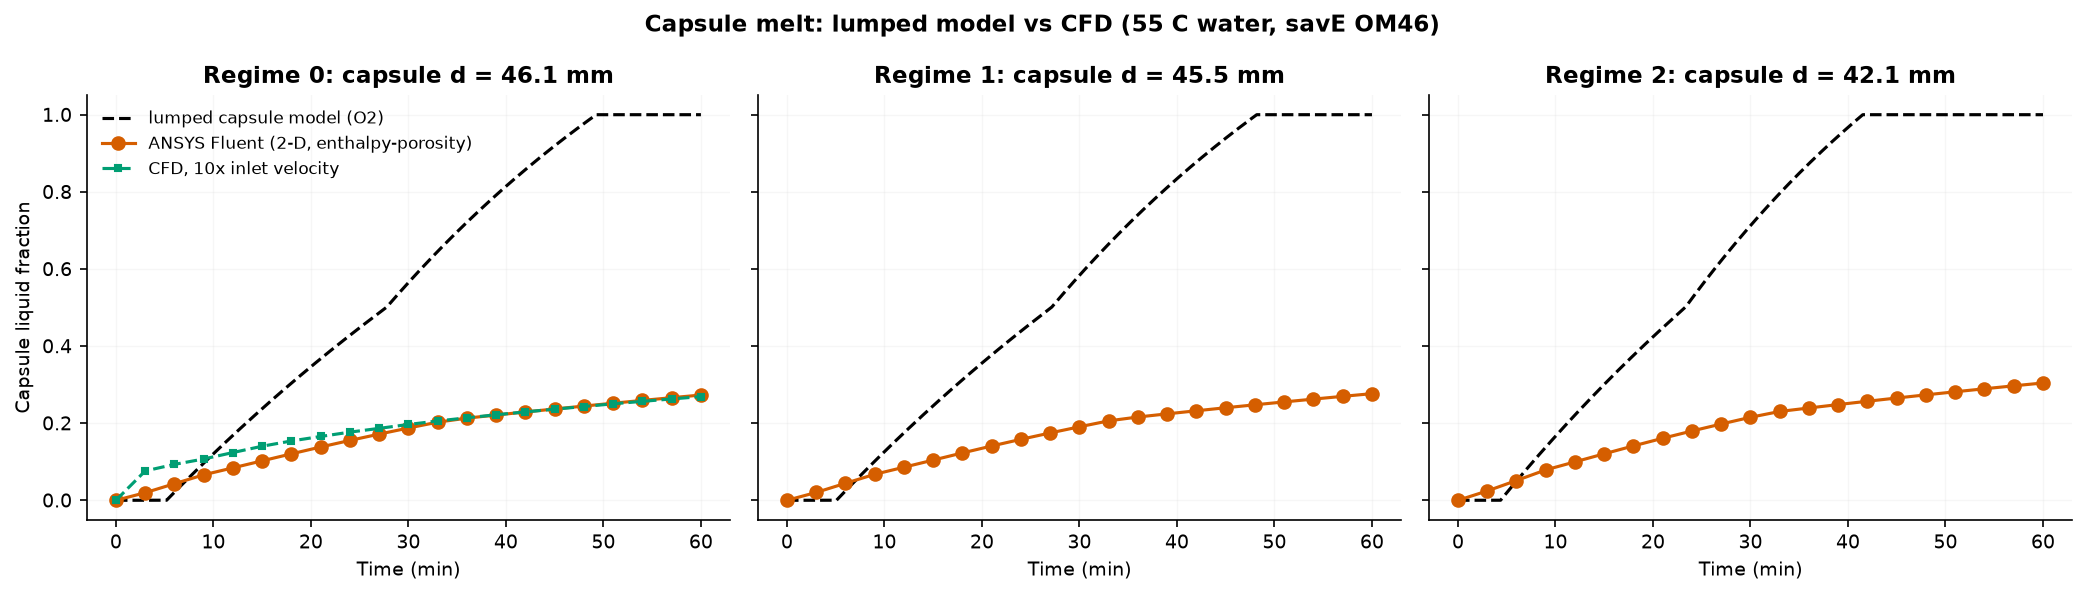 Capsule melt: lumped model vs CFD (55 C water, savE OM46)
Regime 0: capsule d = 46.1 mm
lumped capsule model (O2)
ANSYS Fluent (2-D, enthalpy-porosity)
CFD, 10x inlet velocity
Capsule liquid fraction
1.0
0.8
0.6
0.4
0.2
0.0
0 10 20 30 40 50 60
Time (min)
Regime 1: capsule d = 45.5 mm
0 10 20 30 40 50 60
Time (min)
Regime 2: capsule d = 42.1 mm
0 10 20 30 40 50 60
Time (min)